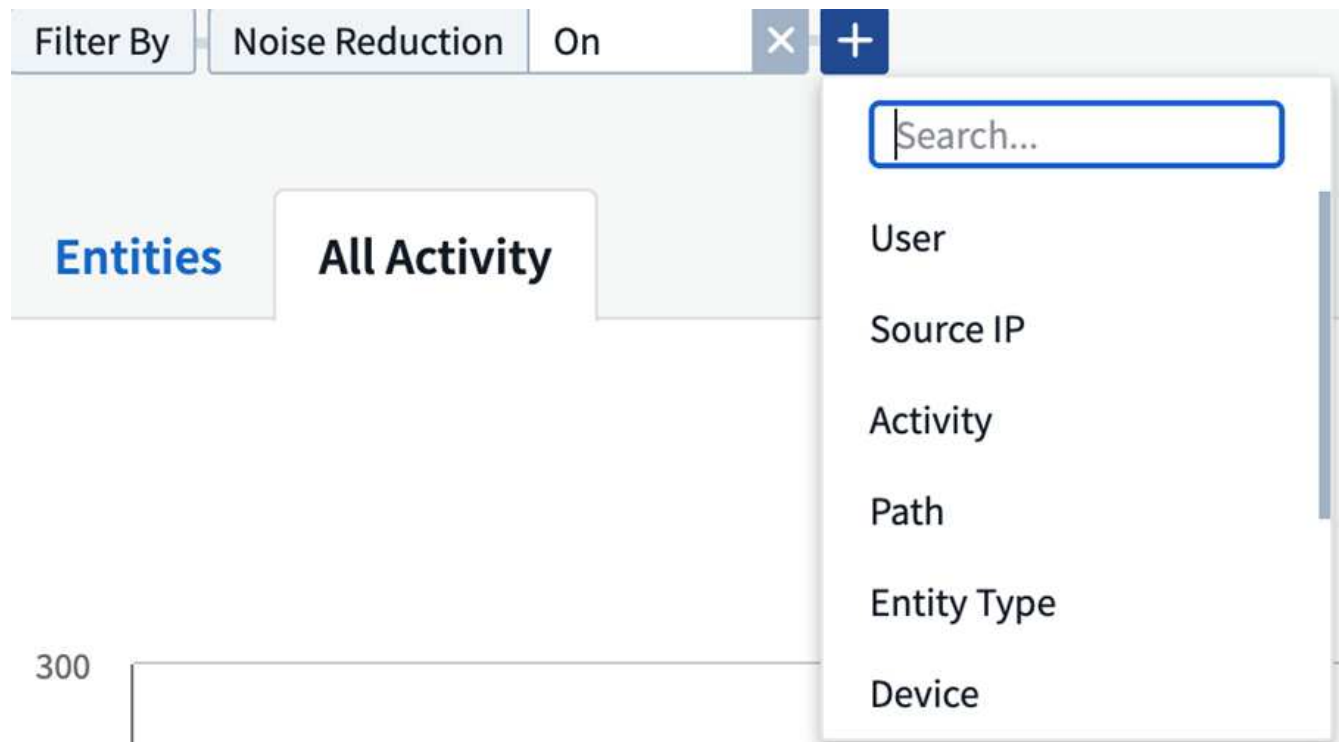 Filter By Noise Reduction On × +
Search...
User
Entities All Activity
Source IP
Activity
Path
Entity Type
300
Device